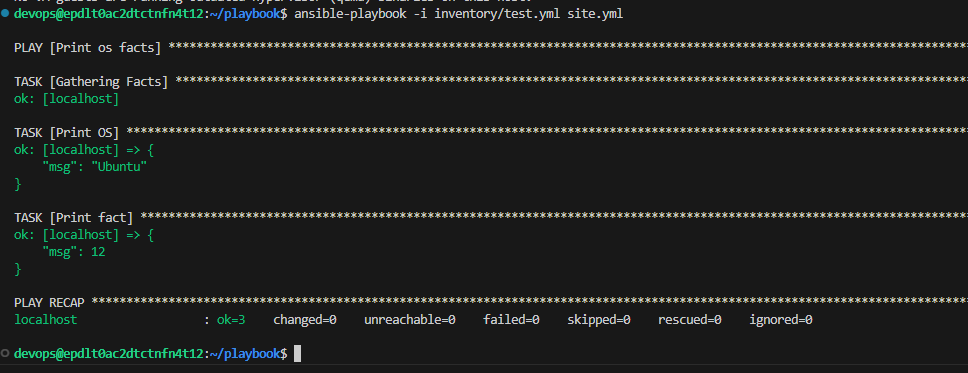 devops@epdlt0ac2dtctnfn4t12:~/playbook$ ansible-playbook -i inventory/test.yml site.yml
PLAY [Print os facts] ****************************************************************************************************************
TASK [Gathering Facts] ***************************************************************************************************************
ok: [localhost]
TASK [Print OS] **********************************************************************************************************************
ok: [localhost] => {
    "msg": "Ubuntu"
}
TASK [Print fact] ********************************************************************************************************************
ok: [localhost] => {
    "msg": 12
}
PLAY RECAP ***************************************************************************************************************************
localhost                  : ok=3    changed=0    unreachable=0    failed=0    skipped=0    rescued=0    ignored=0
devops@epdlt0ac2dtctnfn4t12:~/playbook$